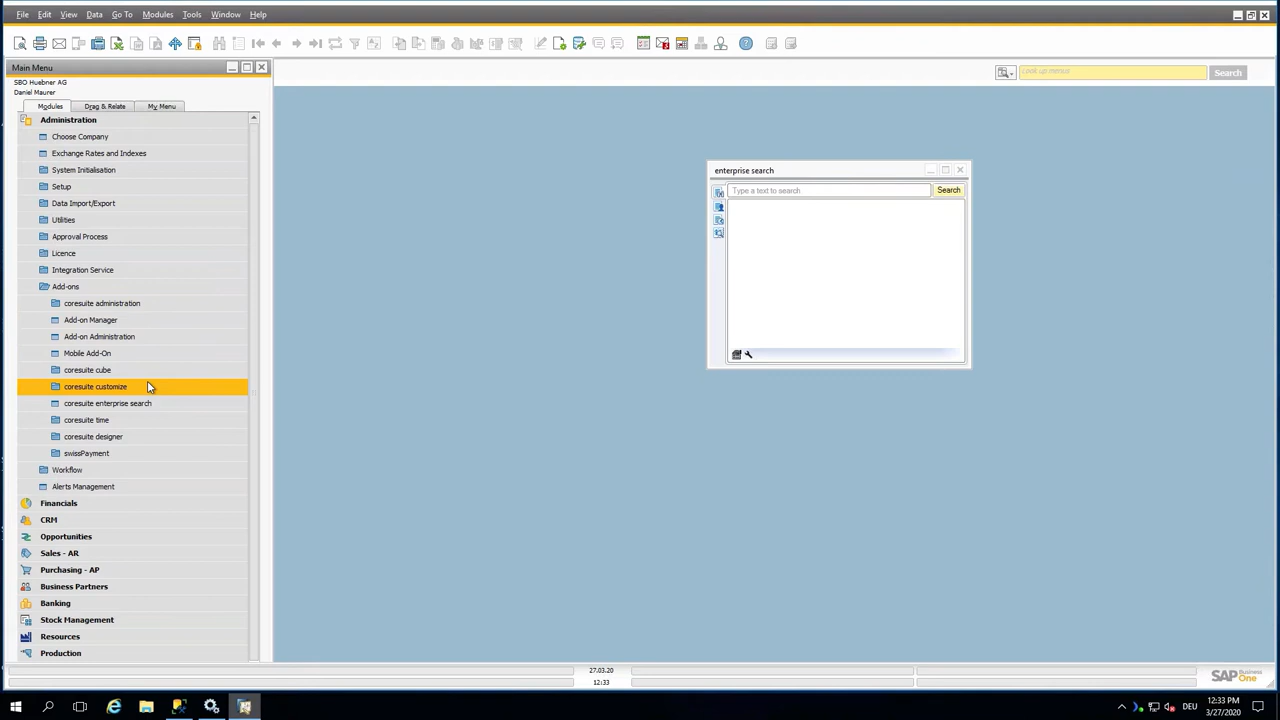 File Edit View Data Go To Modules Tools Window Help
Main Menu
SBO Huebner AG
Daniel Maurer
Modules Drag & Relate My Menu
Look up menus Search
Administration
Choose Company
Exchange Rates and Indexes
System Initialisation
Setup
Data Import/Export
Utilities
Approval Process
Licence
Integration Service
Add-ons
coresuite administration
Add-on Manager
Add-on Administration
Mobile Add-On
coresuite cube
coresuite customize
coresuite enterprise search
coresuite time
coresuite designer
swissPayment
Workflow
Alerts Management
Financials
CRM
Opportunities
Sales - AR
Purchasing - AP
Business Partners
Banking
Stock Management
Resources
Production
enterprise search
Type a text to search Search
27.03.20
12:33
SAP Business One
DEU
12:33 PM
3/27/2020